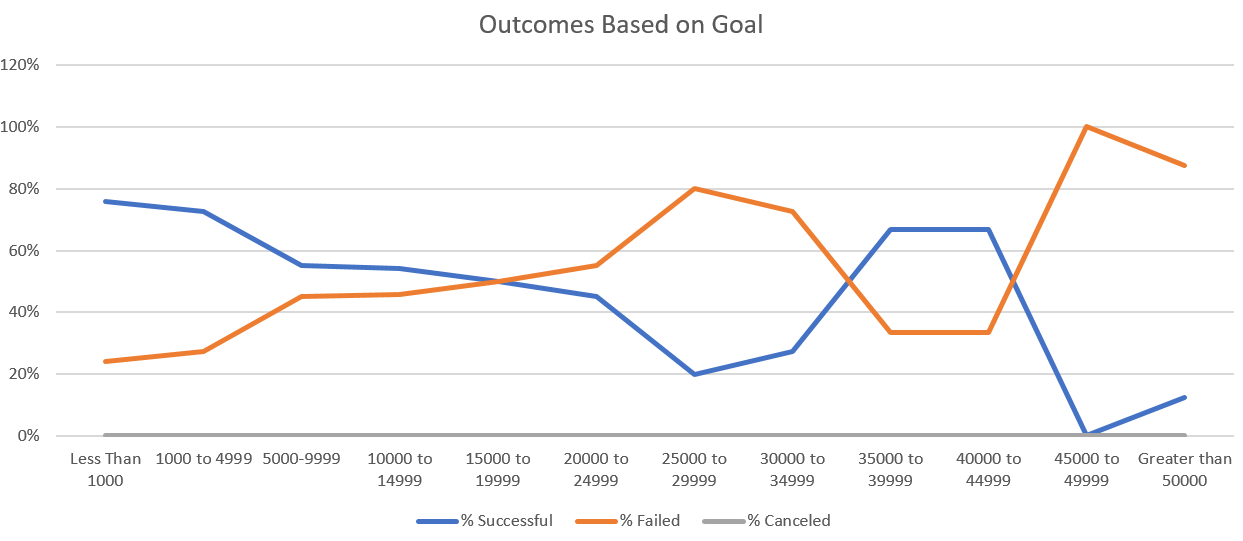 Outcomes Based on Goal
120%
100%
80%
60%
40%
20%
0%
Less Than 1000 to 4999 5000-9999 10000 to 15000 to 20000 to 25000 to 30000 to 35000 to 40000 to 45000 to Greater than
1000 14999 19999 24999 29999 34999 39999 44999 49999 50000
% Successful % Failed % Canceled